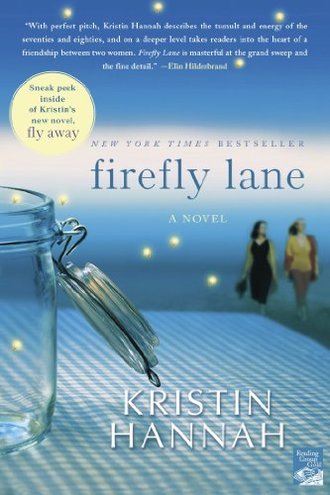 "With perfect pitch, Kristin Hannah describes the tumult and energy of the
seventies and eighties, and on a deeper level takes readers into the heart of a
friendship between two women. Firefly Lane is masterful at the grand sweep and
the fine detail." —Elin Hilderbrand
Sneak peek
inside
of Kristin's
new novel,
fly away
NEW YORK TIMES BESTSELLER
firefly lane
A NOVEL
KRISTIN
HANNAH
Reading
Group
Gold